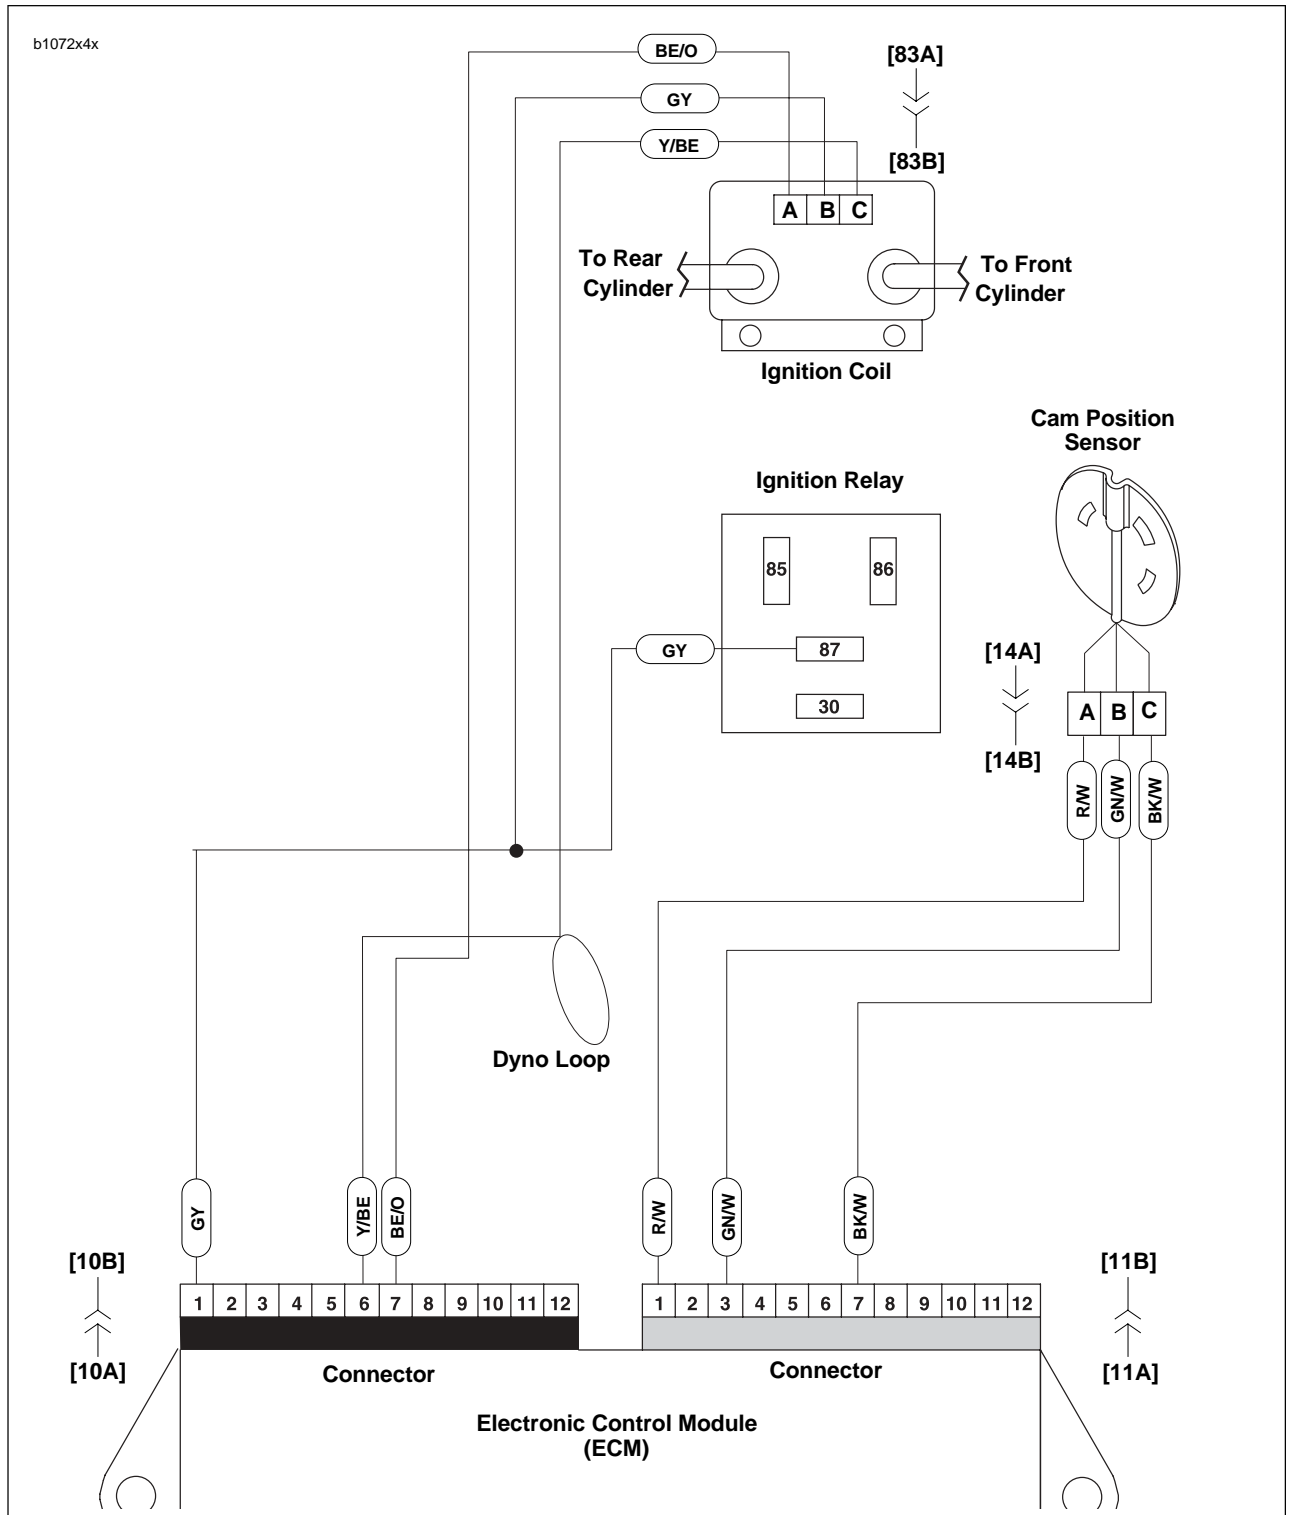 b1072x4x
BE/O
[83A]
GY
Y/BE
[83B]
A B C
To Rear
Cylinder
To Front
Cylinder
Ignition Coil
Cam Position
Sensor
Ignition Relay
85
86
GY
87
30
[14A]
[14B]
A B C
R/W
GN/W
BK/W
Dyno Loop
GY
Y/BE
BE/O
R/W
GN/W
BK/W
[10B]
[11B]
1 2 3 4 5 6 7 8 9 10 11 12
1 2 3 4 5 6 7 8 9 10 11 12
[10A]
Connector
Connector
[11A]
Electronic Control Module
(ECM)